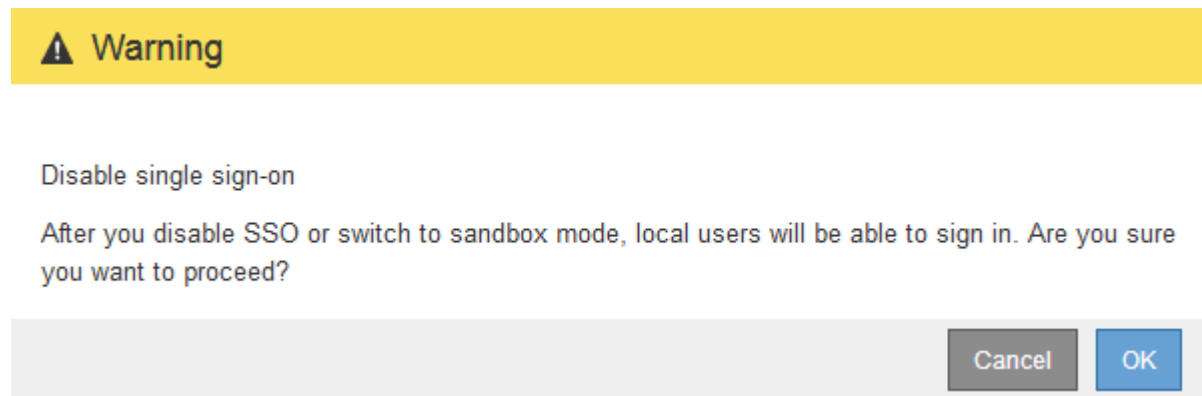 Warning
Disable single sign-on
After you disable SSO or switch to sandbox mode, local users will be able to sign in. Are you sure
you want to proceed?
Cancel
OK